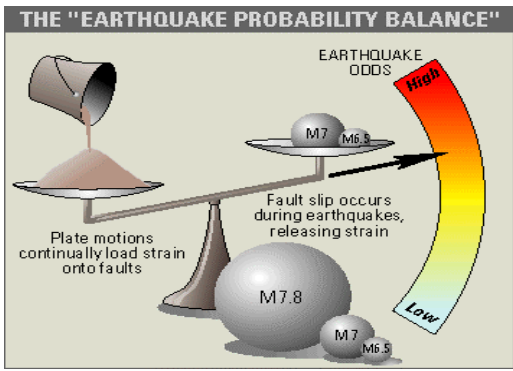 THE "EARTHQUAKE PROBABILITY BALANCE"
EARTHQUAKE
ODDS
High
M7
M6.5
Fault slip occurs
during earthquakes,
releasing strain
Plate motions
continually load strain
onto faults
M7.8
M7
M6.5
Low